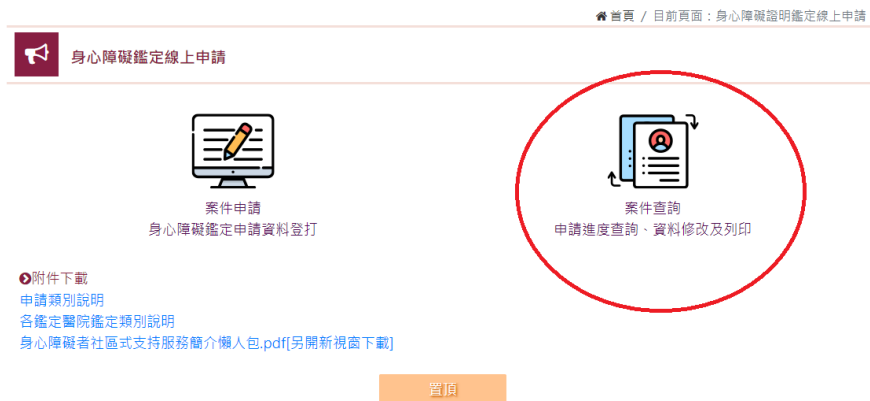 首頁 / 目前頁面：身心障礙證明鑑定線上申請
身心障礙鑑定線上申請
案件申請
身心障礙鑑定申請資料登打
案件查詢
申請進度查詢、資料修改及列印
附件下載
申請類別說明
各鑑定醫院鑑定類別說明
身心障礙者社區式支持服務簡介懶人包.pdf[另開新視窗下載]
置頂